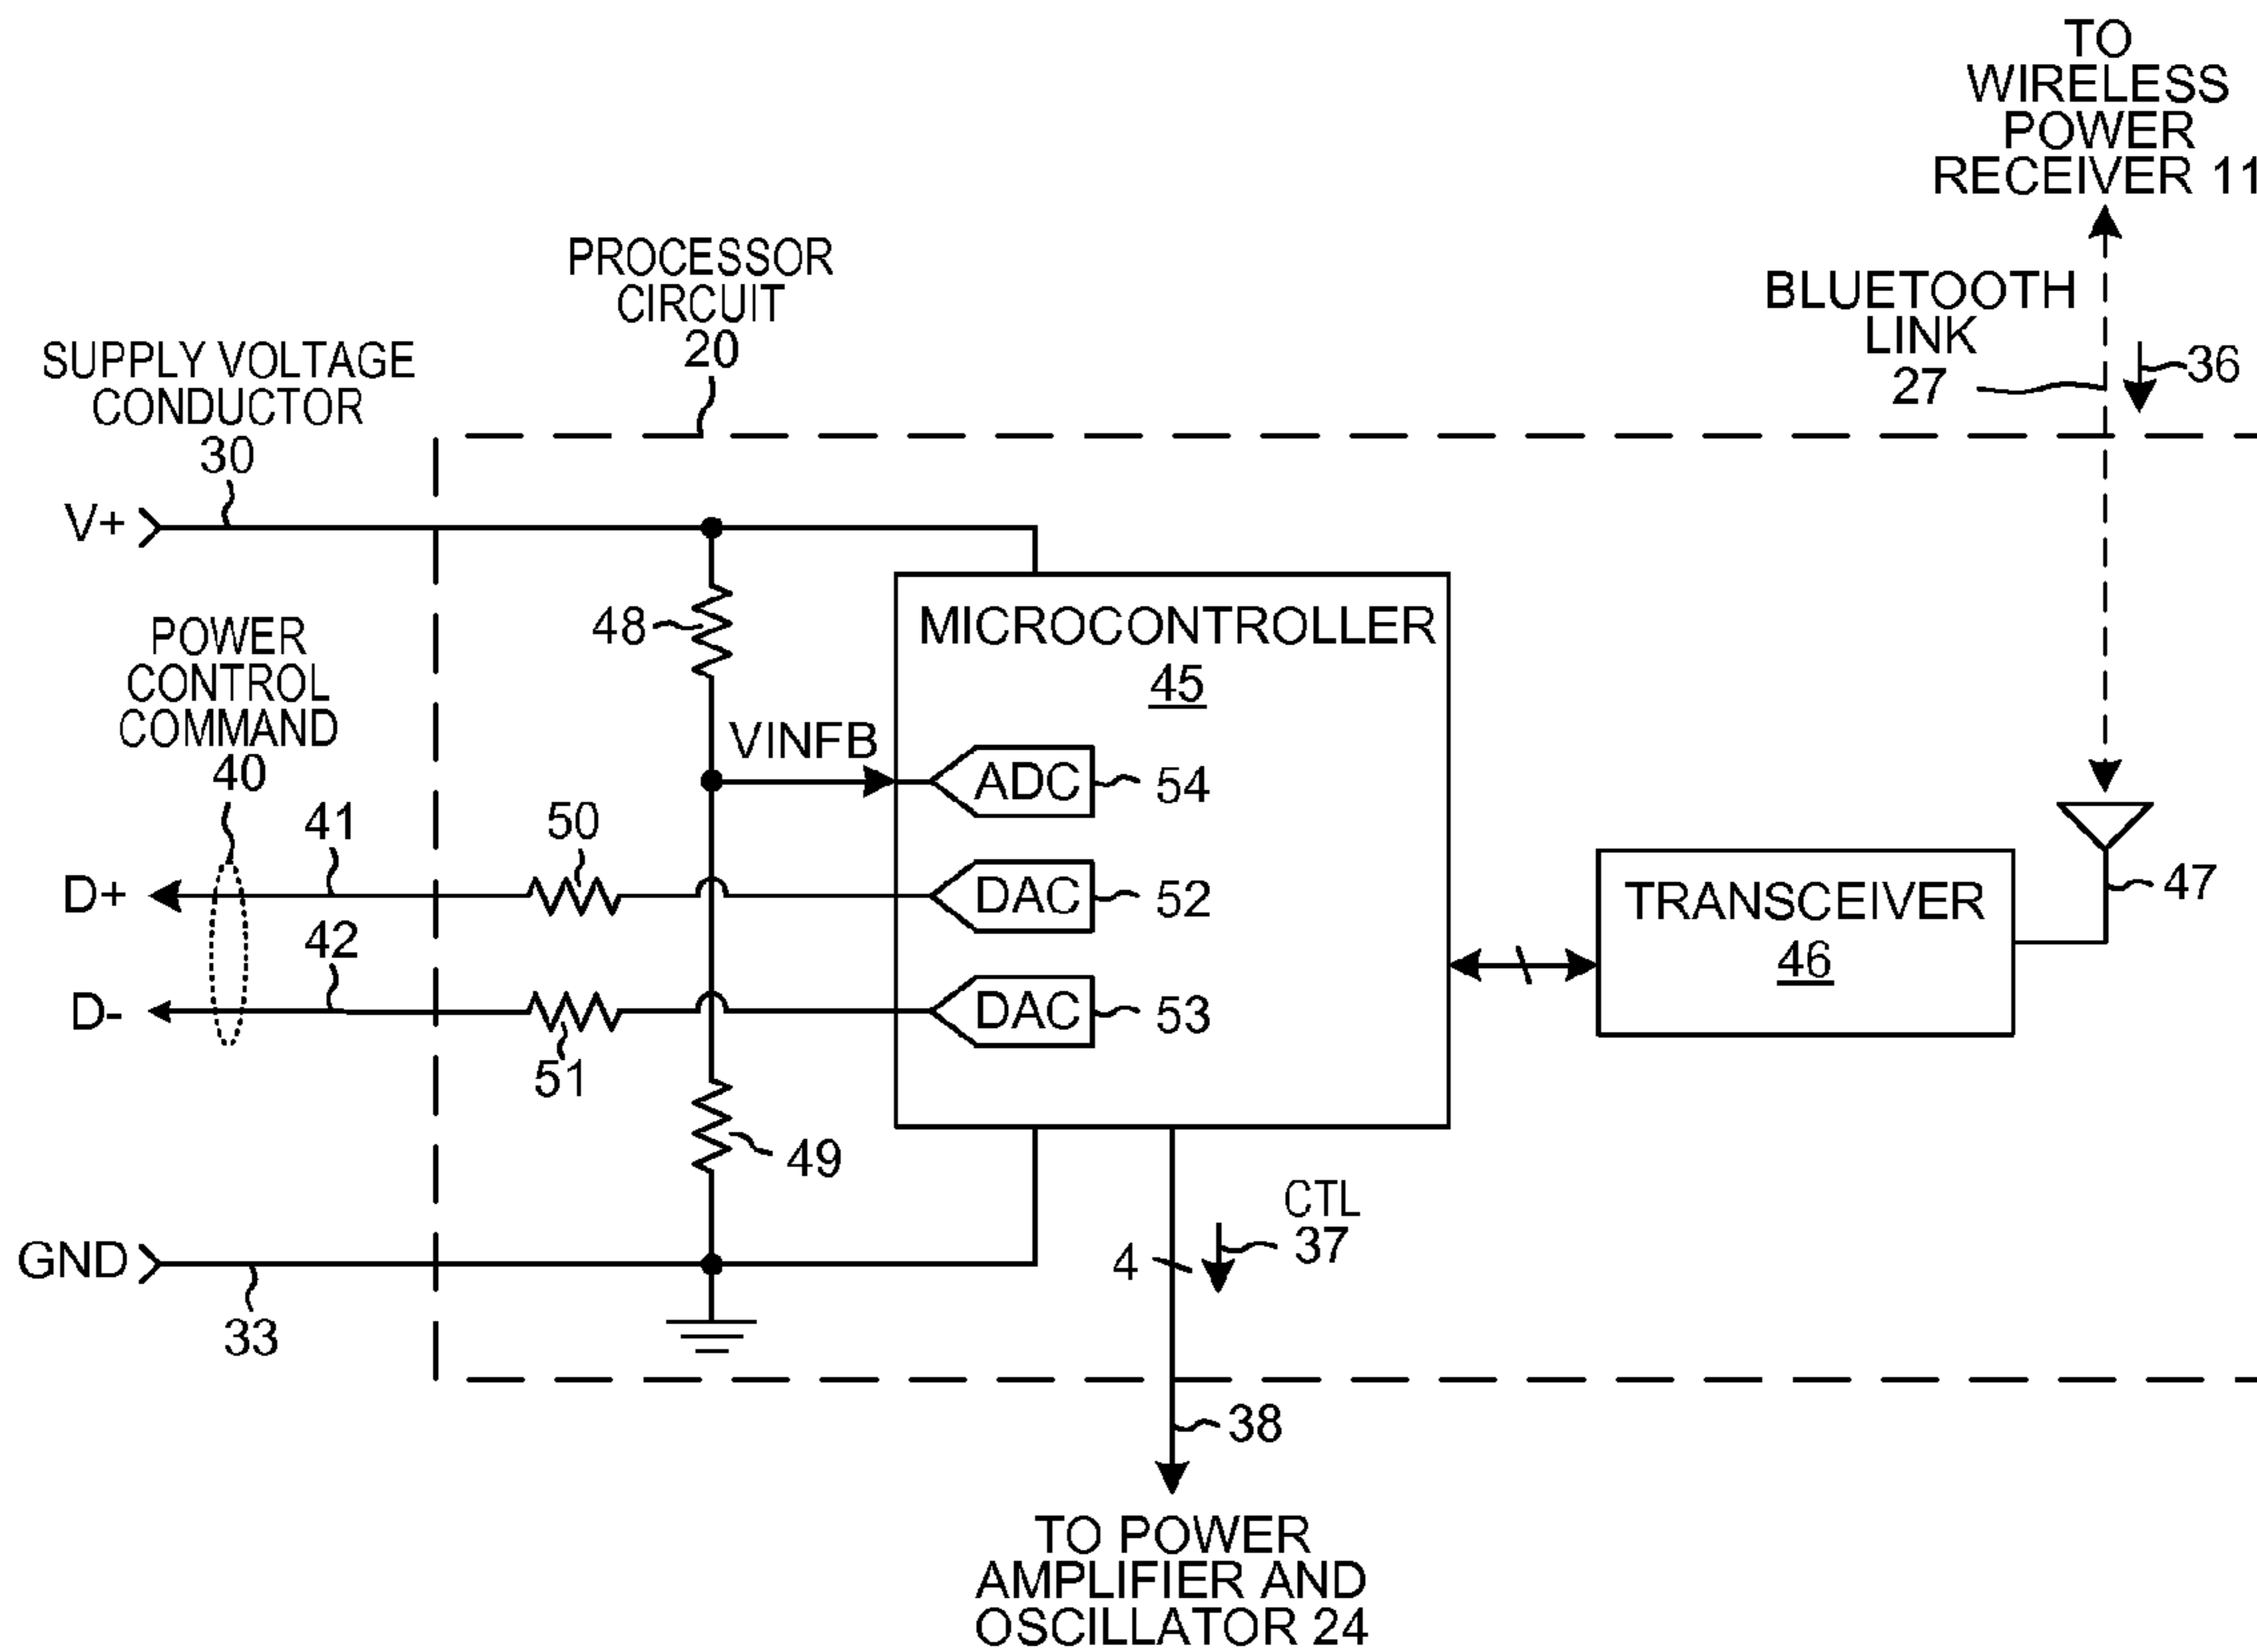 TO
WIRELESS
POWER
RECEIVER 11
PROCESSOR
CIRCUIT
20
BLUETOOTH
LINK
27
36
SUPPLY VOLTAGE
CONDUCTOR
30
V+
48
MICROCONTROLLER
45
POWER
CONTROL
COMMAND
40
VINFB
ADC
54
41
50
D+
DAC
52
TRANSCEIVER
46
47
42
D-
DAC
53
51
49
CTL
37
4
GND
33
38
TO POWER
AMPLIFIER AND
OSCILLATOR 24